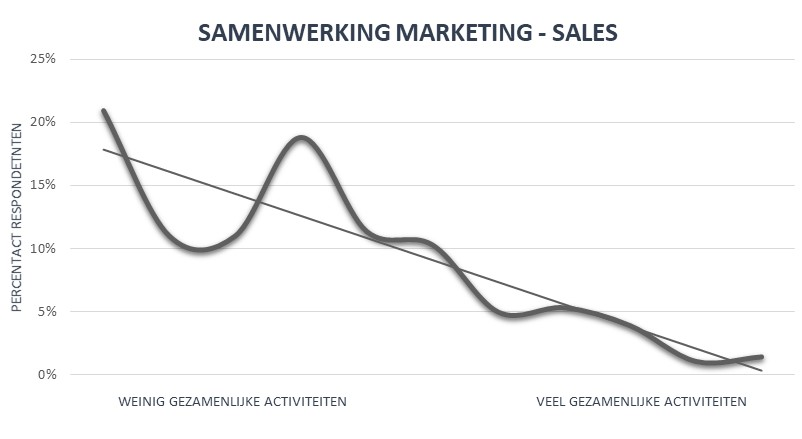 SAMENWERKING MARKETING - SALES
25%
20%
15%
10%
5%
0%
PERCENTACT RESPONDETNTEN
WEINIG GEZAMENLIJKE ACTIVITEITEN
VEEL GEZAMENLIJKE ACTIVITEITEN